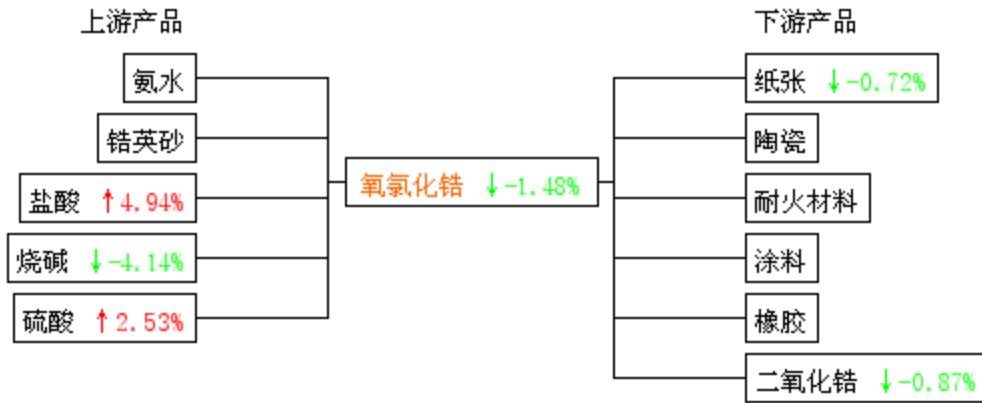 上游产品
下游产品
氨水
锆英砂
盐酸 ↑4.94%
烧碱 ↓-4.14%
硫酸 ↑2.53%
氧氯化锆 ↓-1.48%
纸张 ↓-0.72%
陶瓷
耐火材料
涂料
橡胶
二氧化锆 ↓-0.87%